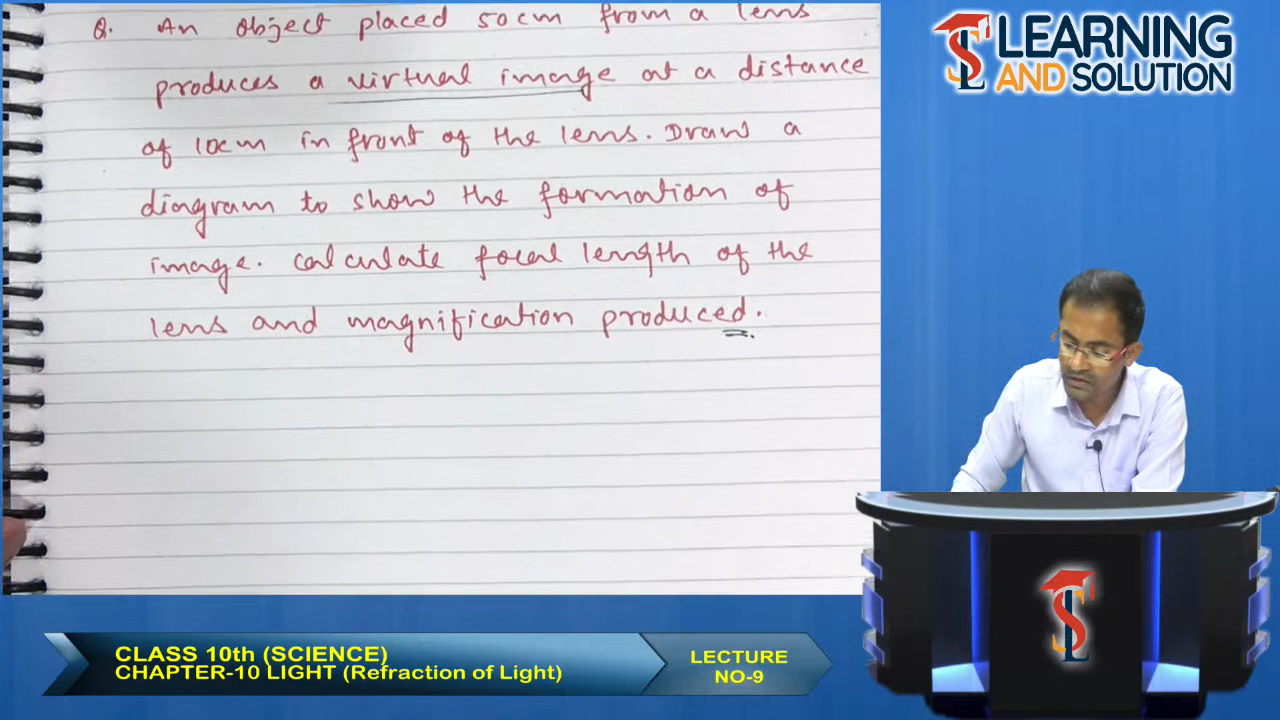 Q. An object placed 50cm from a lens
produces a virtual image at a distance
of 10cm in front of the lens. Draw a
diagram to show the formation of
image. Calculate focal length of the
lens and magnification produced.
LEARNING
AND SOLUTION
CLASS 10th (SCIENCE)
CHAPTER-10 LIGHT (Refraction of Light)
LECTURE
NO-9